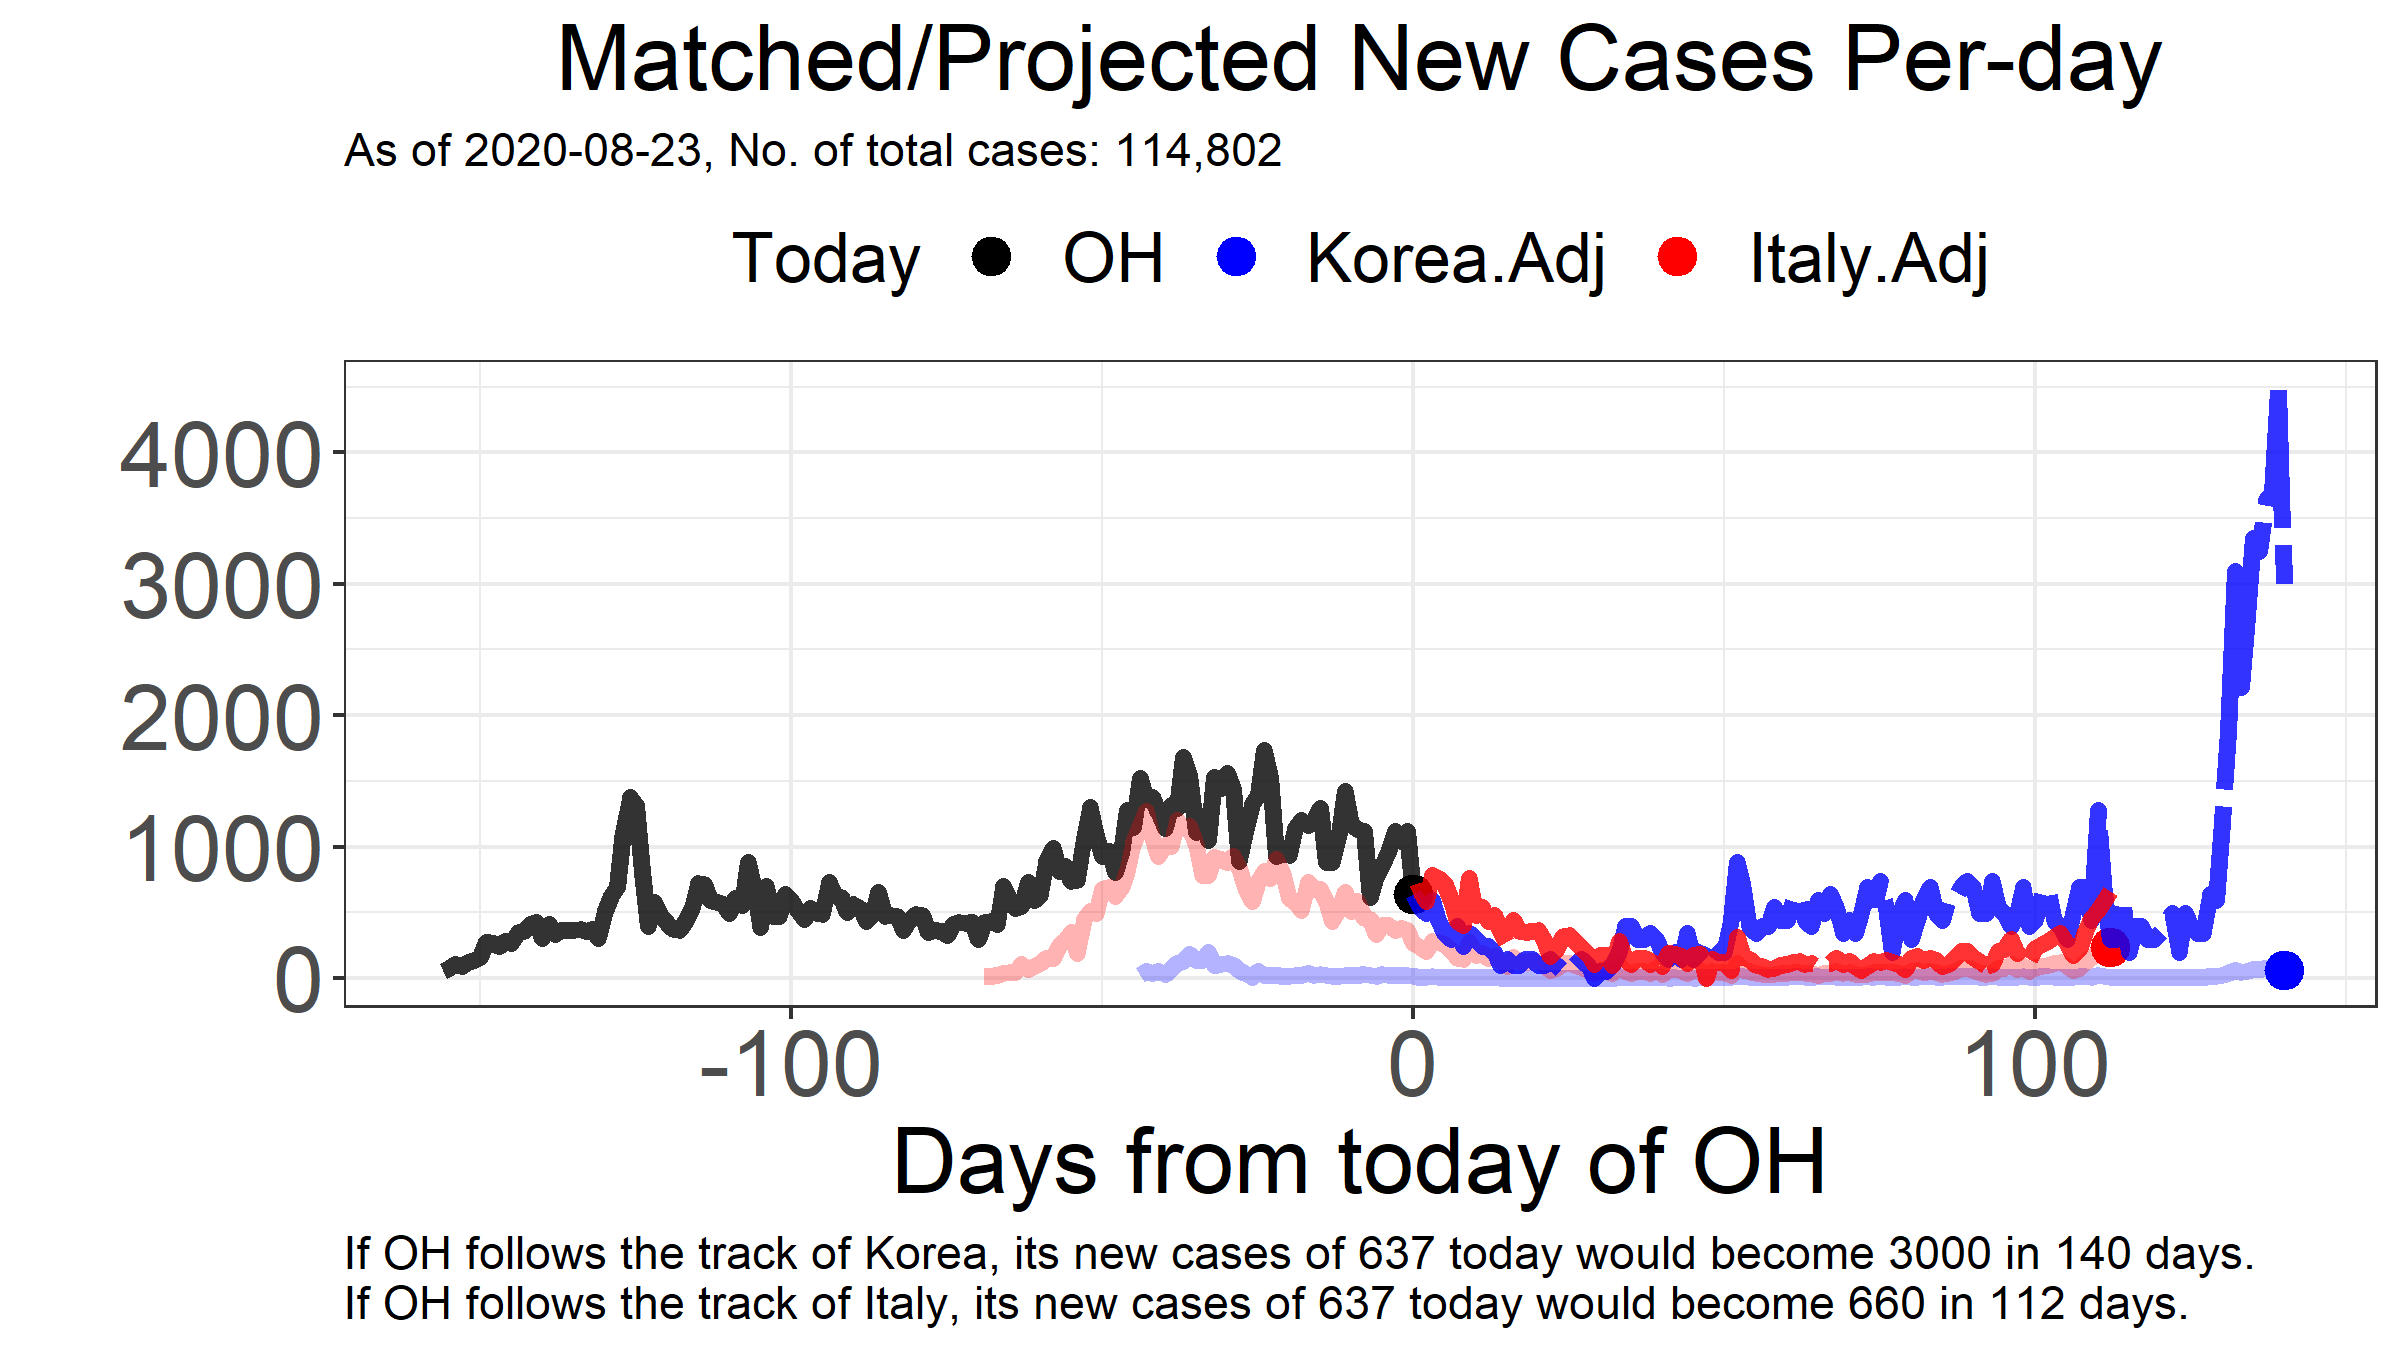 Matched/Projected New Cases Per-day
As of 2020-08-23, No. of total cases: 114,802
Today OH Korea.Adj Italy.Adj
4000
3000
2000
1000
0
-100 0 100
Days from today of OH
If OH follows the track of Korea, its new cases of 637 today would become 3000 in 140 days.
If OH follows the track of Italy, its new cases of 637 today would become 660 in 112 days.